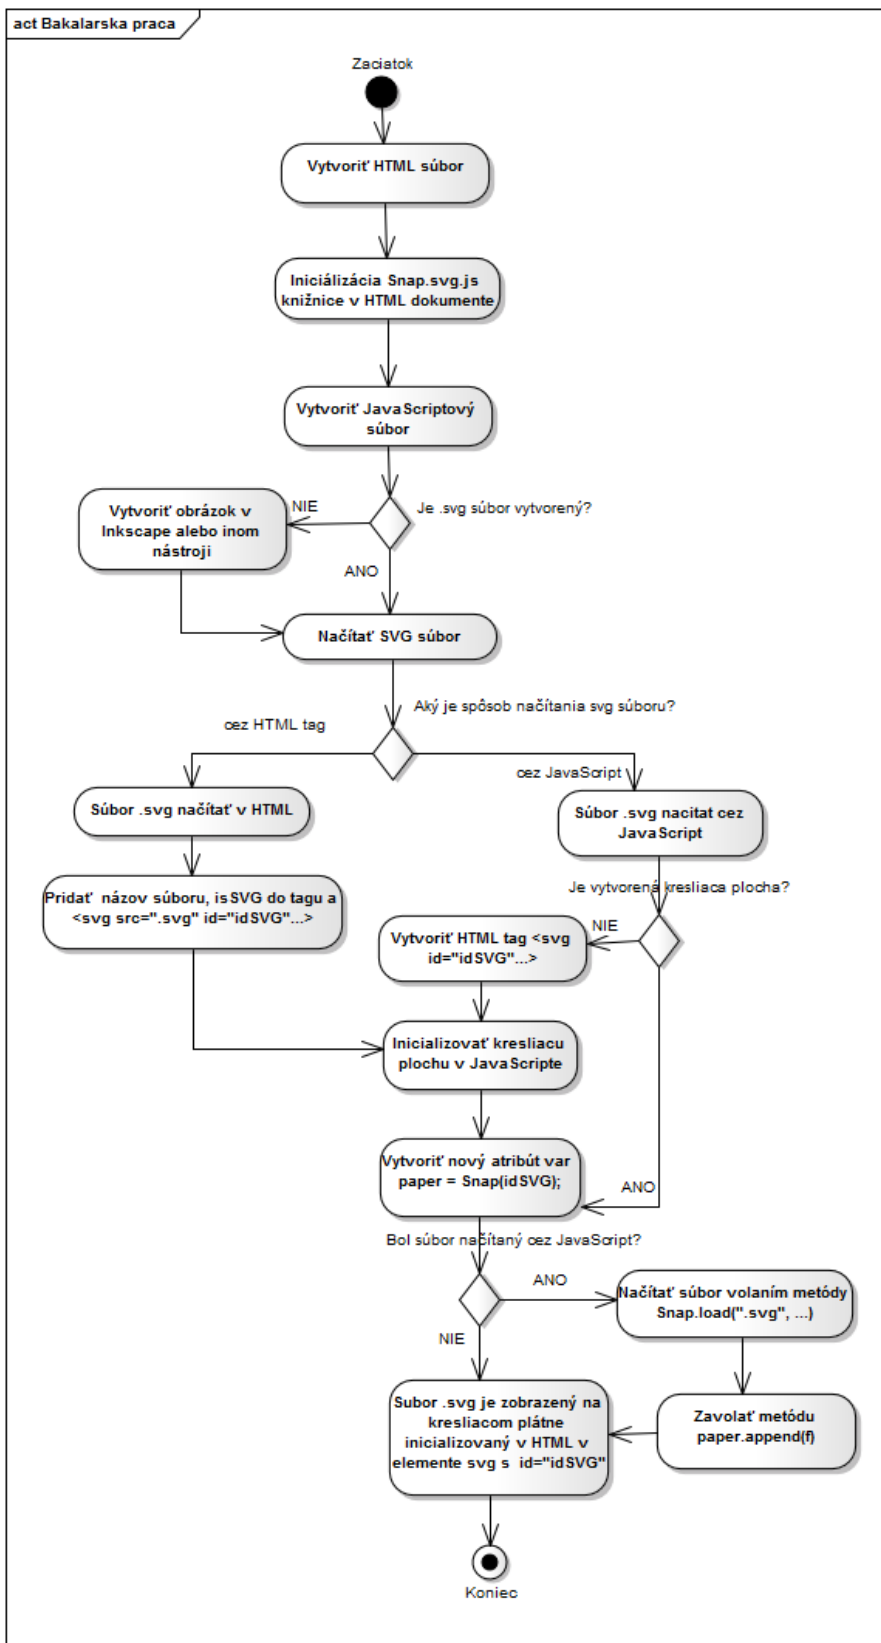 act Bakalarska praca
Zaciatok
Vytvoriť HTML súbor
Iniciálizácia Snap.svg.js
knižnice v HTML dokumente
Vytvoriť JavaScriptový
súbor
Je .svg súbor vytvorený?
NIE
Vytvoriť obrázok v
Inkscape alebo inom
nástroji
ANO
Načítať SVG súbor
Aký je spôsob načítania svg súboru?
cez HTML tag
cez JavaScript
Súbor .svg načítať v HTML
Súbor .svg nacitat cez
JavaScript
Pridať názov súboru, isSVG do tagu a
<svg src=".svg" id="idSVG"...>
Je vytvorená kresliaca plocha?
NIE
Vytvoriť HTML tag <svg
id="idSVG"...>
Inicializovať kresliacu
plochu v JavaScripte
Vytvoriť nový atribút var
paper = Snap(idSVG);
ANO
Bol súbor načítaný cez JavaScript?
ANO
Načítať súbor volaním metódy
Snap.load(".svg", ...)
NIE
Subor .svg je zobrazený na
kresliacom plátne
inicializovaný v HTML v
elemente svg s id="idSVG"
Zavolať metódu
paper.append(f)
Koniec